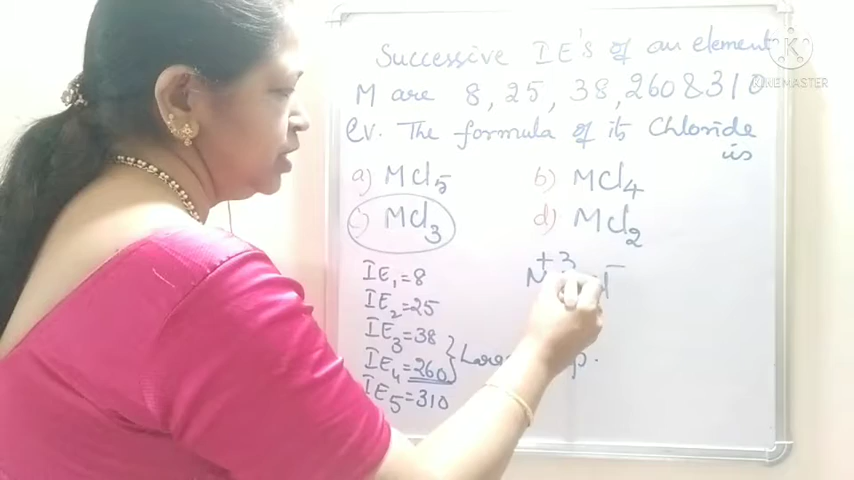 Successive IE's of an element
M are 8, 25, 38, 260 & 310
ev. The formula of its Chloride
is
a) MCl5 b) MCl4
c) MCl3 d) MCl2
IE1 = 8
IE2 = 25
IE3 = 38
IE4 = 260
IE5 = 310
+3
K
KINEMASTER